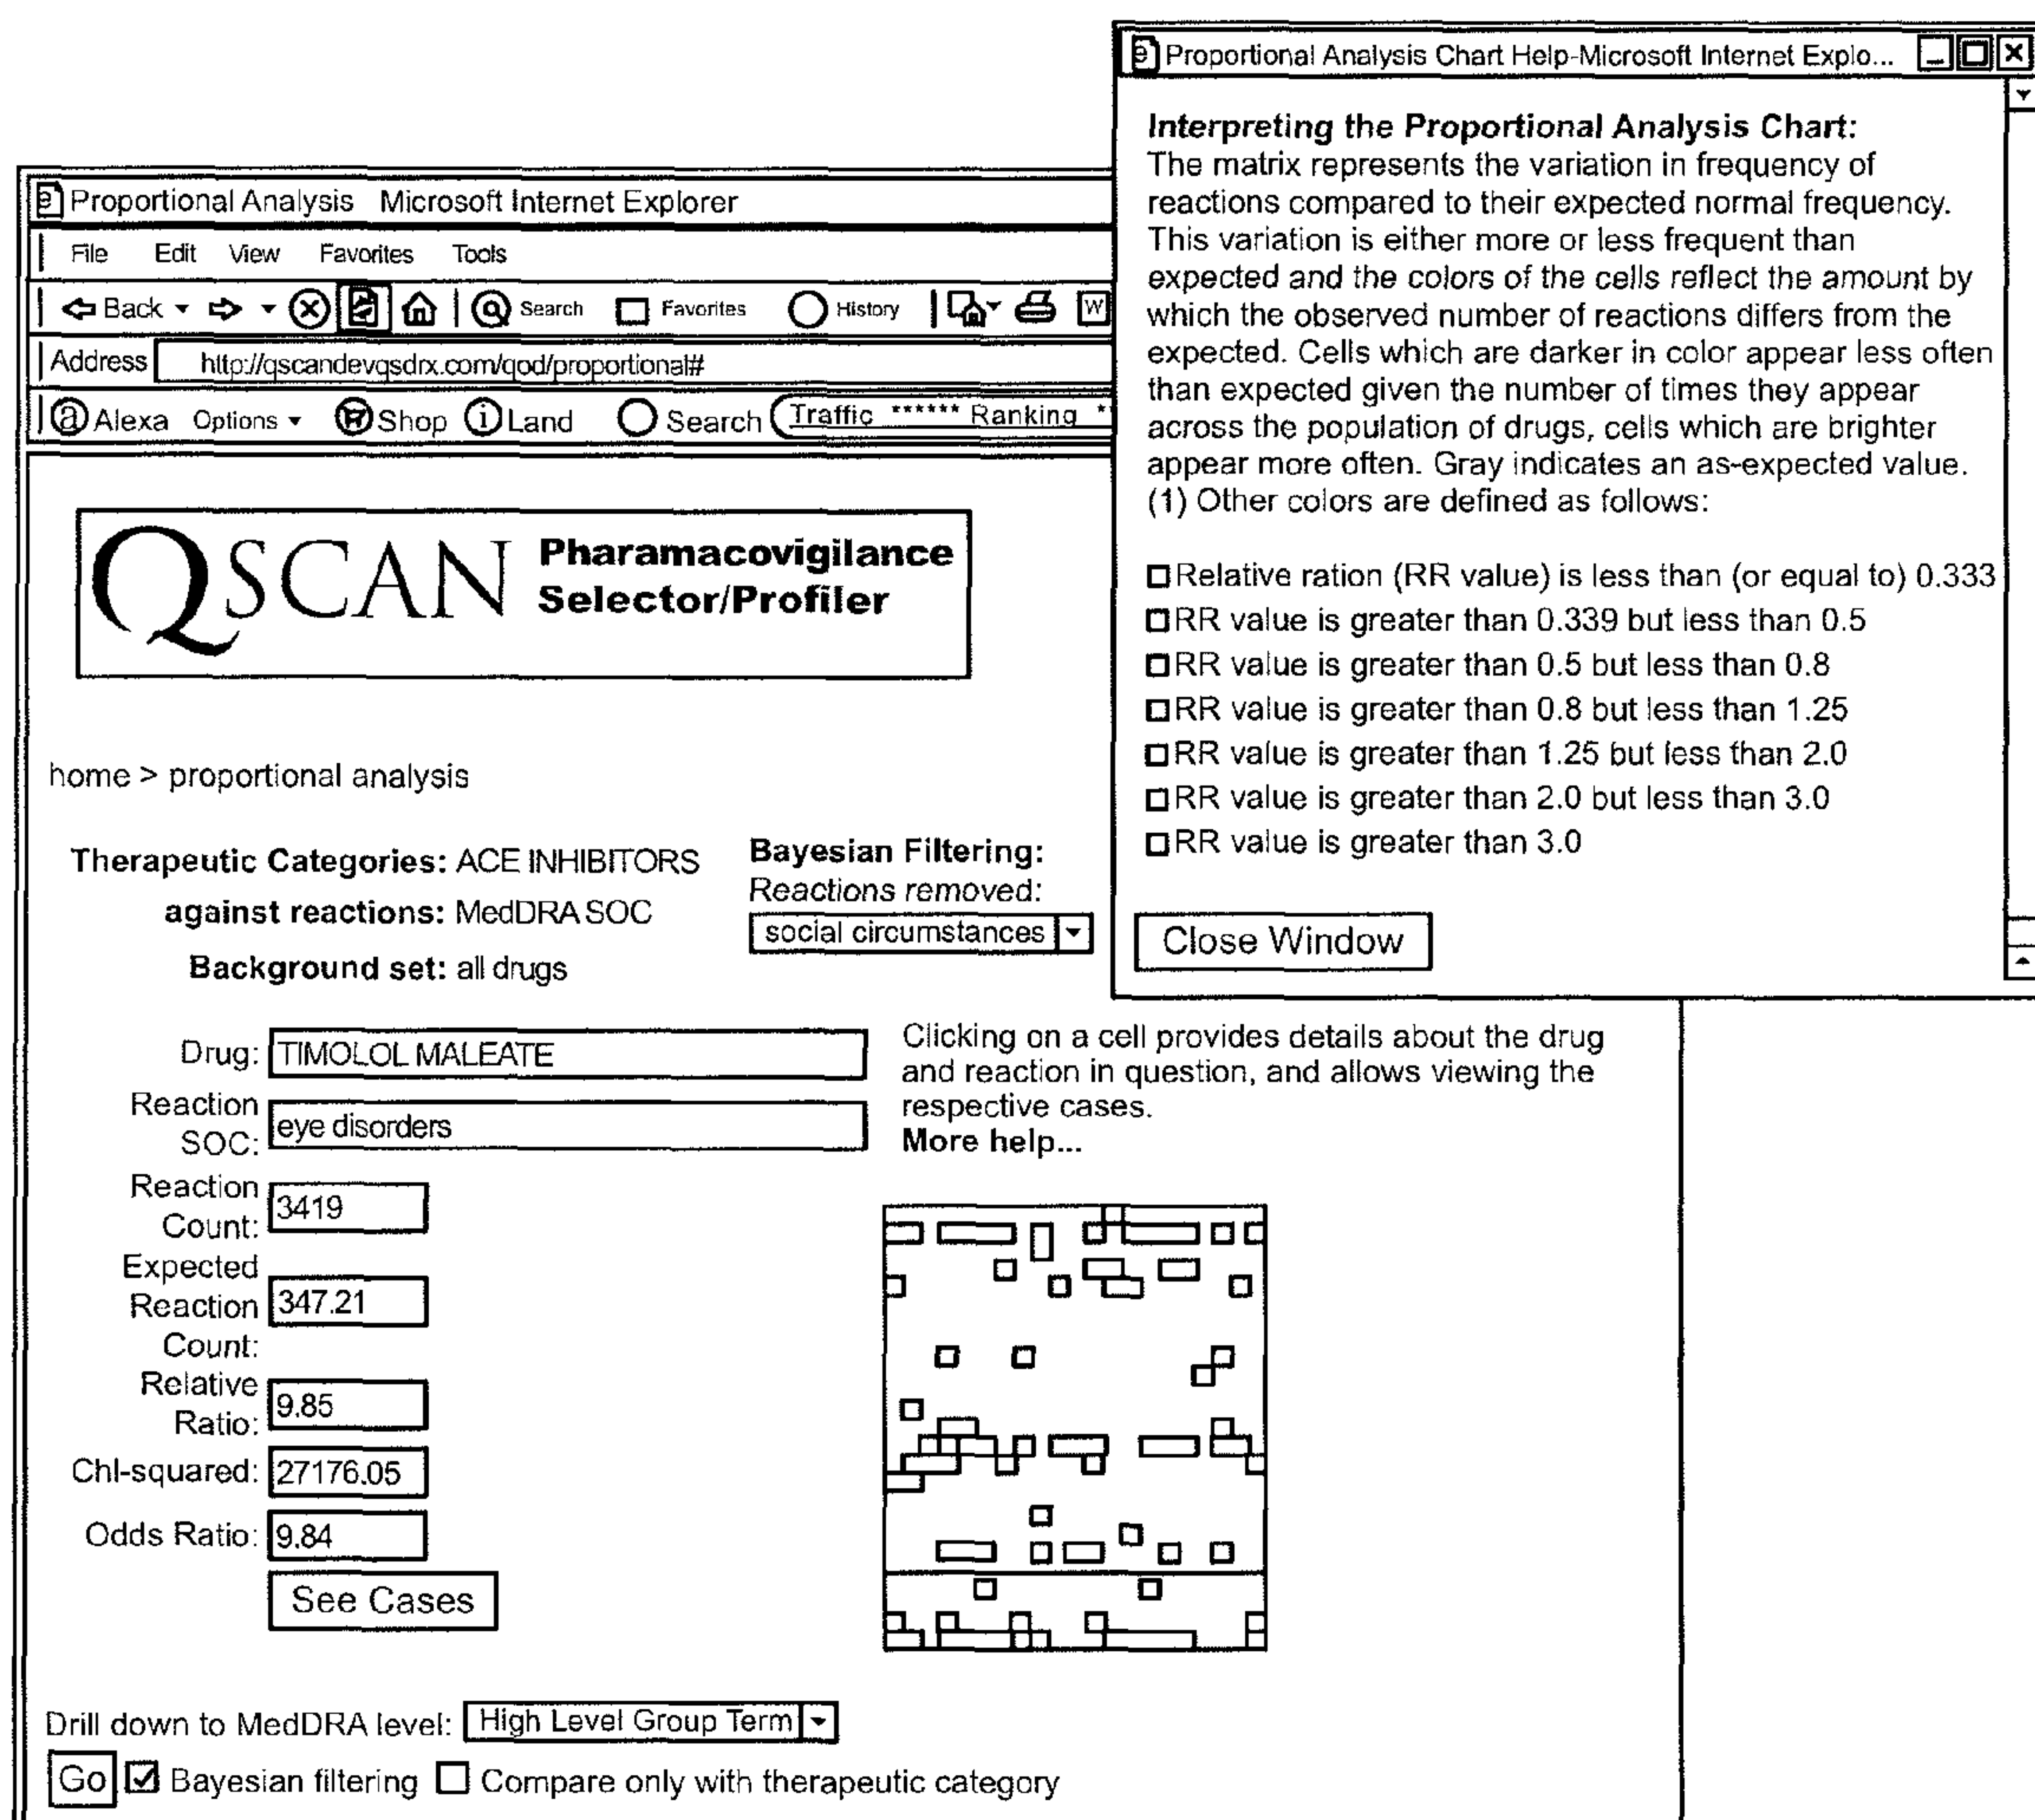 Proportional Analysis Chart Help-Microsoft Internet Explo...
Interpreting the Proportional Analysis Chart:
The matrix represents the variation in frequency of
reactions compared to their expected normal frequency.
This variation is either more or less frequent than
expected and the colors of the cells reflect the amount by
which the observed number of reactions differs from the
expected. Cells which are darker in color appear less often
than expected given the number of times they appear
across the population of drugs, cells which are brighter
appear more often. Gray indicates an as-expected value.
(1) Other colors are defined as follows:
Relative ration (RR value) is less than (or equal to) 0.333
RR value is greater than 0.339 but less than 0.5
RR value is greater than 0.5 but less than 0.8
RR value is greater than 0.8 but less than 1.25
RR value is greater than 1.25 but less than 2.0
RR value is greater than 2.0 but less than 3.0
RR value is greater than 3.0
Close Window
Proportional Analysis Microsoft Internet Explorer
File Edit View Favorites Tools
Back Search Favorites History W
Address http://qscandevqsdrx.com/qod/proportional#
a Alexa Options Shop i Land Search Traffic ****** Ranking *
QSCAN Pharamacovigilance
Selector/Profiler
home > proportional analysis
Therapeutic Categories: ACE INHIBITORS
against reactions: MedDRA SOC
Background set: all drugs
Bayesian Filtering:
Reactions removed:
social circumstances
Drug: TIMOLOL MALEATE
Reaction
SOC: eye disorders
Reaction
Count: 3419
Expected
Reaction 347.21
Count:
Relative
Ratio: 9.85
Chl-squared: 27176.05
Odds Ratio: 9.84
See Cases
Clicking on a cell provides details about the drug
and reaction in question, and allows viewing the
respective cases.
More help...
Drill down to MedDRA level: High Level Group Term
Go Bayesian filtering Compare only with therapeutic category